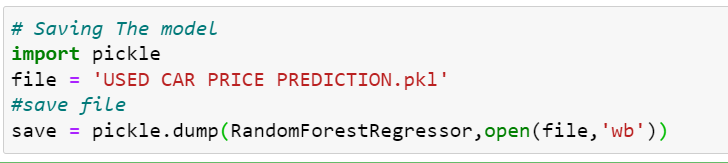 # Saving The model
import pickle
file = 'USED CAR PRICE PREDICTION.pkl'
#save file
save = pickle.dump(RandomForestRegressor,open(file,'wb'))